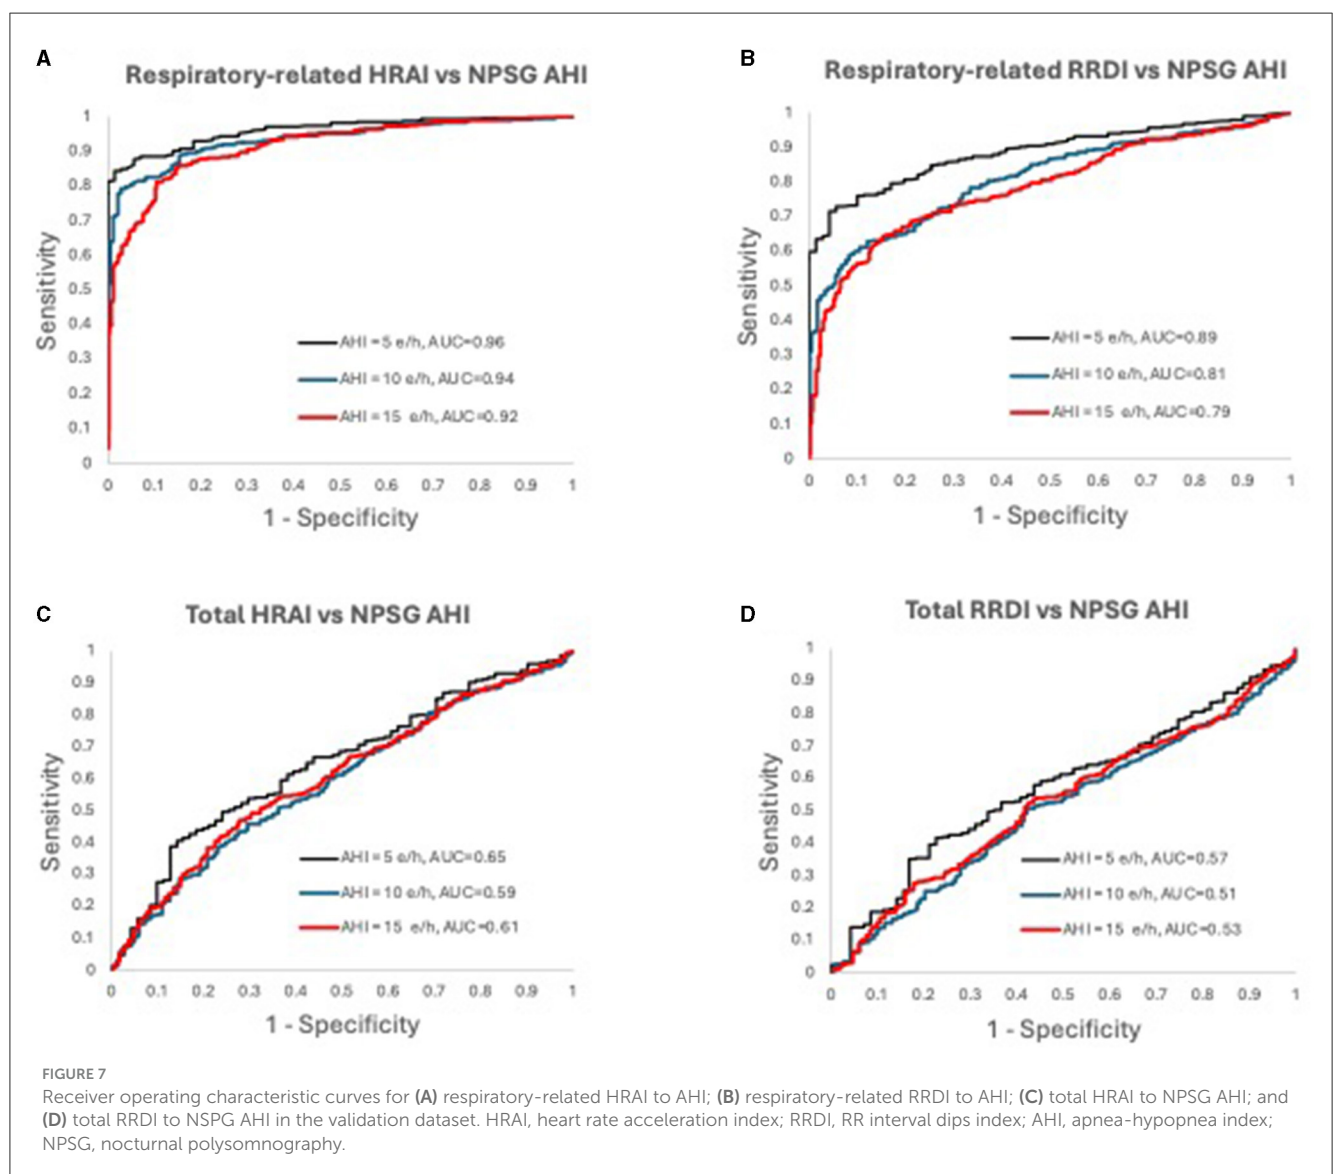 A
Respiratory-related HRAI vs NPSG AHI
1
0.9
0.8
0.7
0.6
0.5
0.4
0.3
0.2
0.1
0
Sensitivity
AHI = 5 e/h, AUC=0.96
AHI = 10 e/h, AUC=0.94
AHI = 15 e/h, AUC=0.92
0 0.1 0.2 0.3 0.4 0.5 0.6 0.7 0.8 0.9 1
1 - Specificity
B
Respiratory-related RRDI vs NPSG AHI
1
0.9
0.8
0.7
0.6
0.5
0.4
0.3
0.2
0.1
0
Sensitivity
AHI = 5 e/h, AUC=0.89
AHI = 10 e/h, AUC=0.81
AHI = 15 e/h, AUC=0.79
0 0.1 0.2 0.3 0.4 0.5 0.6 0.7 0.8 0.9 1
1 - Specificity
C
Total HRAI vs NPSG AHI
1
0.9
0.8
0.7
0.6
0.5
0.4
0.3
0.2
0.1
0
Sensitivity
AHI = 5 e/h, AUC=0.65
AHI = 10 e/h, AUC=0.59
AHI = 15 e/h, AUC=0.61
0 0.1 0.2 0.3 0.4 0.5 0.6 0.7 0.8 0.9 1
1 - Specificity
D
Total RRDI vs NPSG AHI
1
0.9
0.8
0.7
0.6
0.5
0.4
0.3
0.2
0.1
0
Sensitivity
AHI = 5 e/h, AUC=0.57
AHI = 10 e/h, AUC=0.51
AHI = 15 e/h, AUC=0.53
0 0.1 0.2 0.3 0.4 0.5 0.6 0.7 0.8 0.9 1
1 - Specificity
FIGURE 7
Receiver operating characteristic curves for (A) respiratory-related HRAI to AHI; (B) respiratory-related RRDI to AHI; (C) total HRAI to NPSG AHI; and
(D) total RRDI to NSPG AHI in the validation dataset. HRAI, heart rate acceleration index; RRDI, RR interval dips index; AHI, apnea-hypopnea index;
NPSG, nocturnal polysomnography.